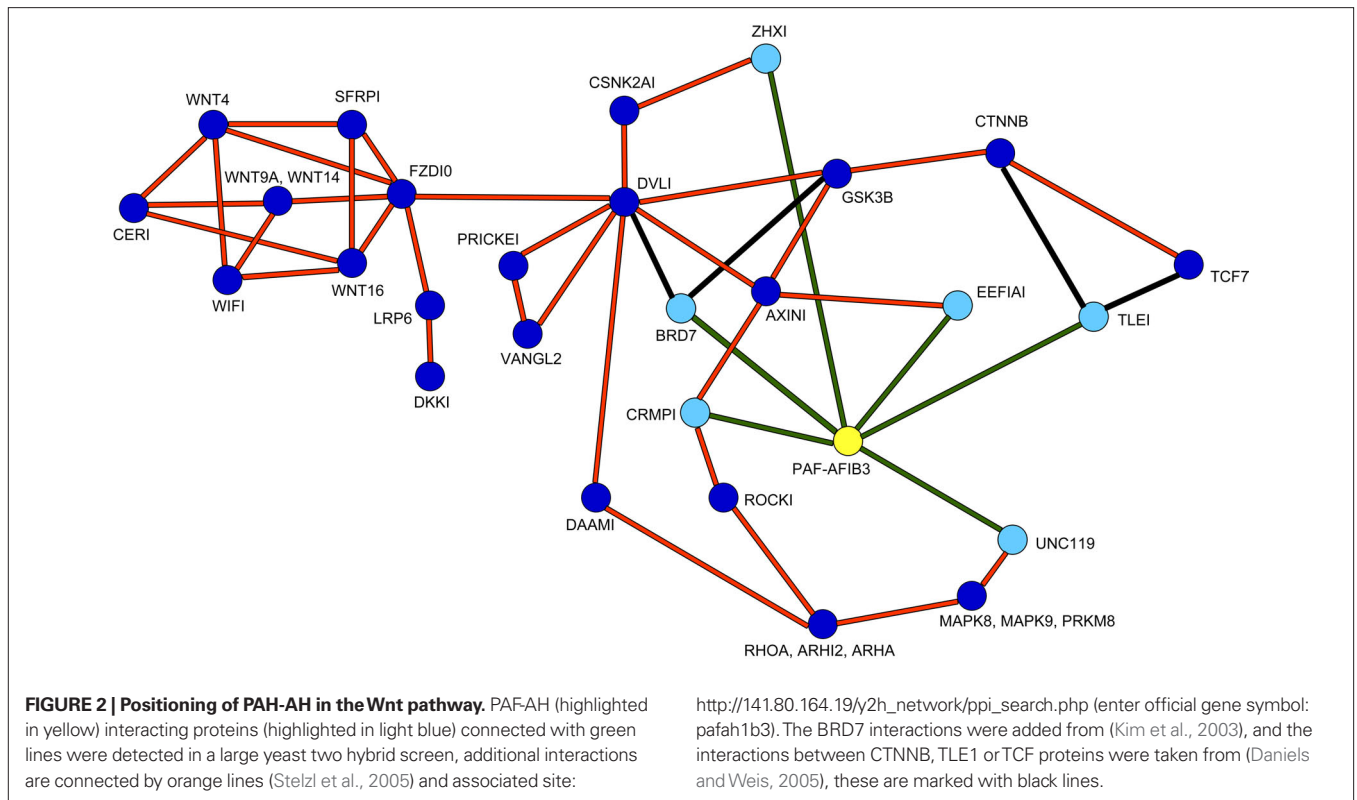 ZHXI
CSNK2AI
WNT4
SFRPI
CTNNB
WNT9A, WNT14
FZDI0
DVLI
GSK3B
CERI
PRICKEI
TCF7
WIFI
WNT16
EEFIAI
LRP6
BRD7
AXINI
TLEI
VANGL2
DKKI
CRMPI
PAF-AFIB3
ROCKI
DAAMI
UNC119
MAPK8, MAPK9, PRKM8
RHOA, ARHI2, ARHA
FIGURE 2 | Positioning of PAH-AH in the Wnt pathway. PAF-AH (highlighted
in yellow) interacting proteins (highlighted in light blue) connected with green
lines were detected in a large yeast two hybrid screen, additional interactions
are connected by orange lines (Stelzl et al., 2005) and associated site:
http://141.80.164.19/y2h_network/ppi_search.php (enter official gene symbol:
pafah1b3). The BRD7 interactions were added from (Kim et al., 2003), and the
interactions between CTNNB, TLE1 or TCF proteins were taken from (Daniels
and Weis, 2005), these are marked with black lines.